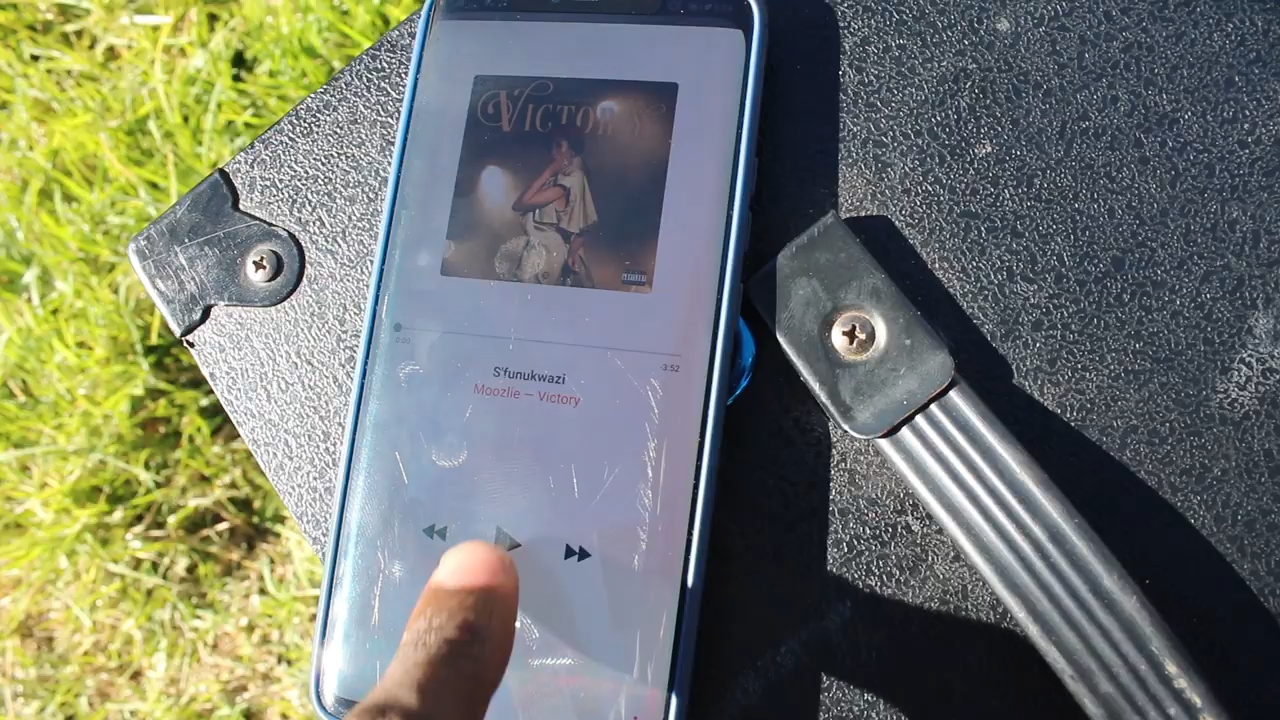 VICTORY
0:00
-3:52
S'funukwazi
Moozlie — Victory